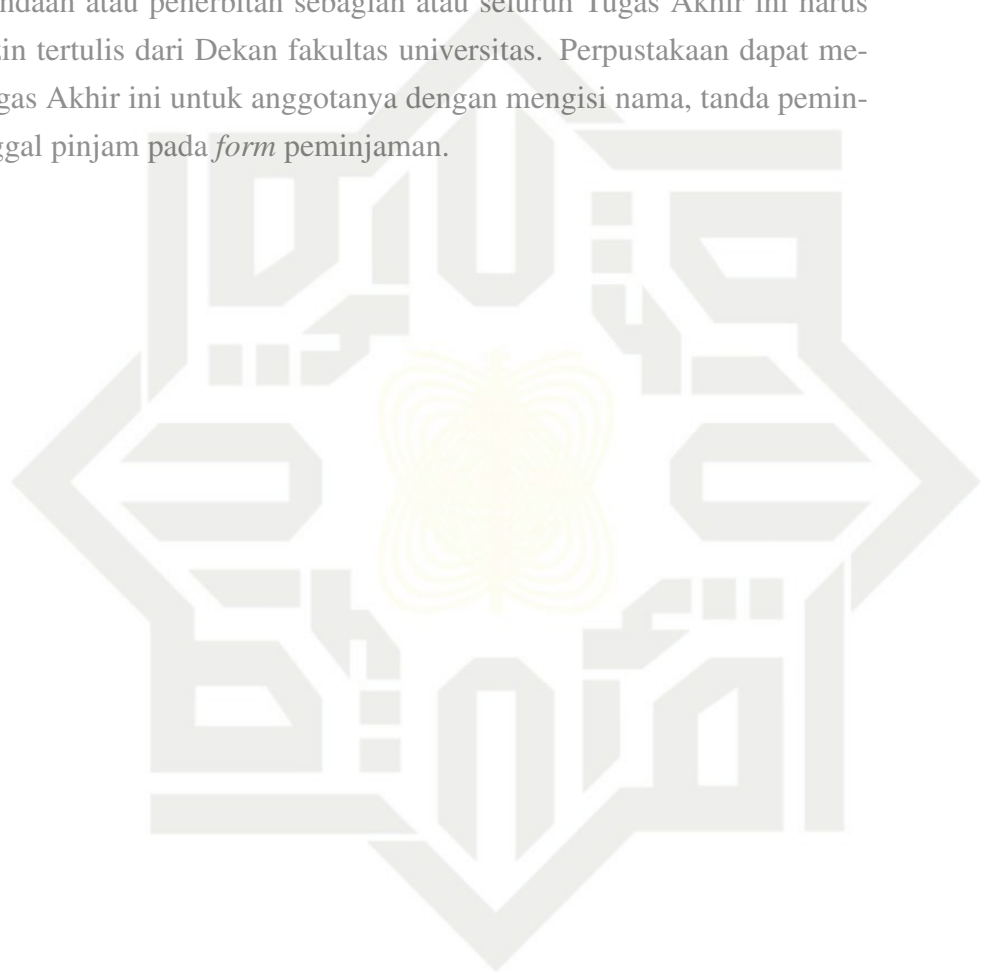 ndaan atau penerbitan sebagian atau seluruh Tugas Akhir ini harus
zin tertulis dari Dekan fakultas universitas. Perpustakaan dapat me-
gas Akhir ini untuk anggotanya dengan mengisi nama, tanda pemin-
ggal pinjam pada form peminjaman.